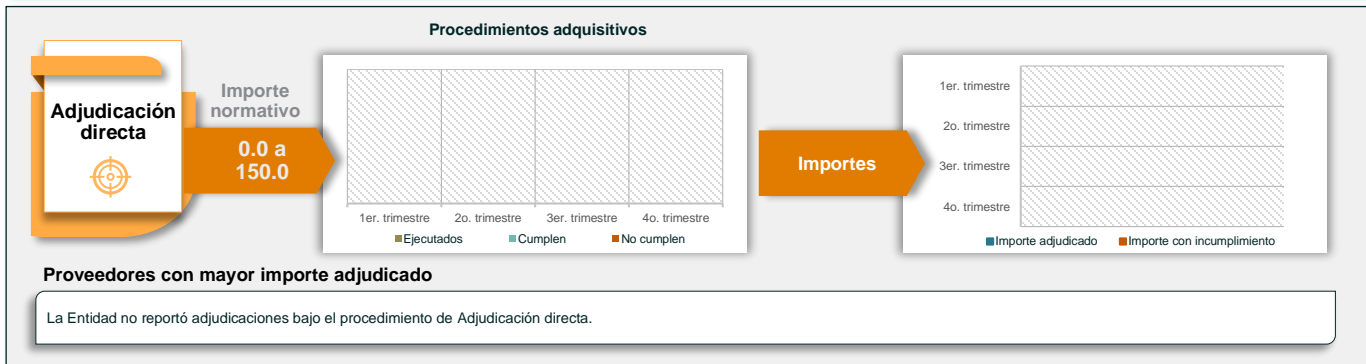 Procedimientos adquisitivos
Adjudicación
directa
Importe
normativo
0.0 a
150.0
1er. trimestre 2o. trimestre 3er. trimestre 4o. trimestre
Ejecutados Cumplen No cumplen
Importes
1er. trimestre
2o. trimestre
3er. trimestre
4o. trimestre
Importe adjudicado Importe con incumplimiento
Proveedores con mayor importe adjudicado
La Entidad no reportó adjudicaciones bajo el procedimiento de Adjudicación directa.